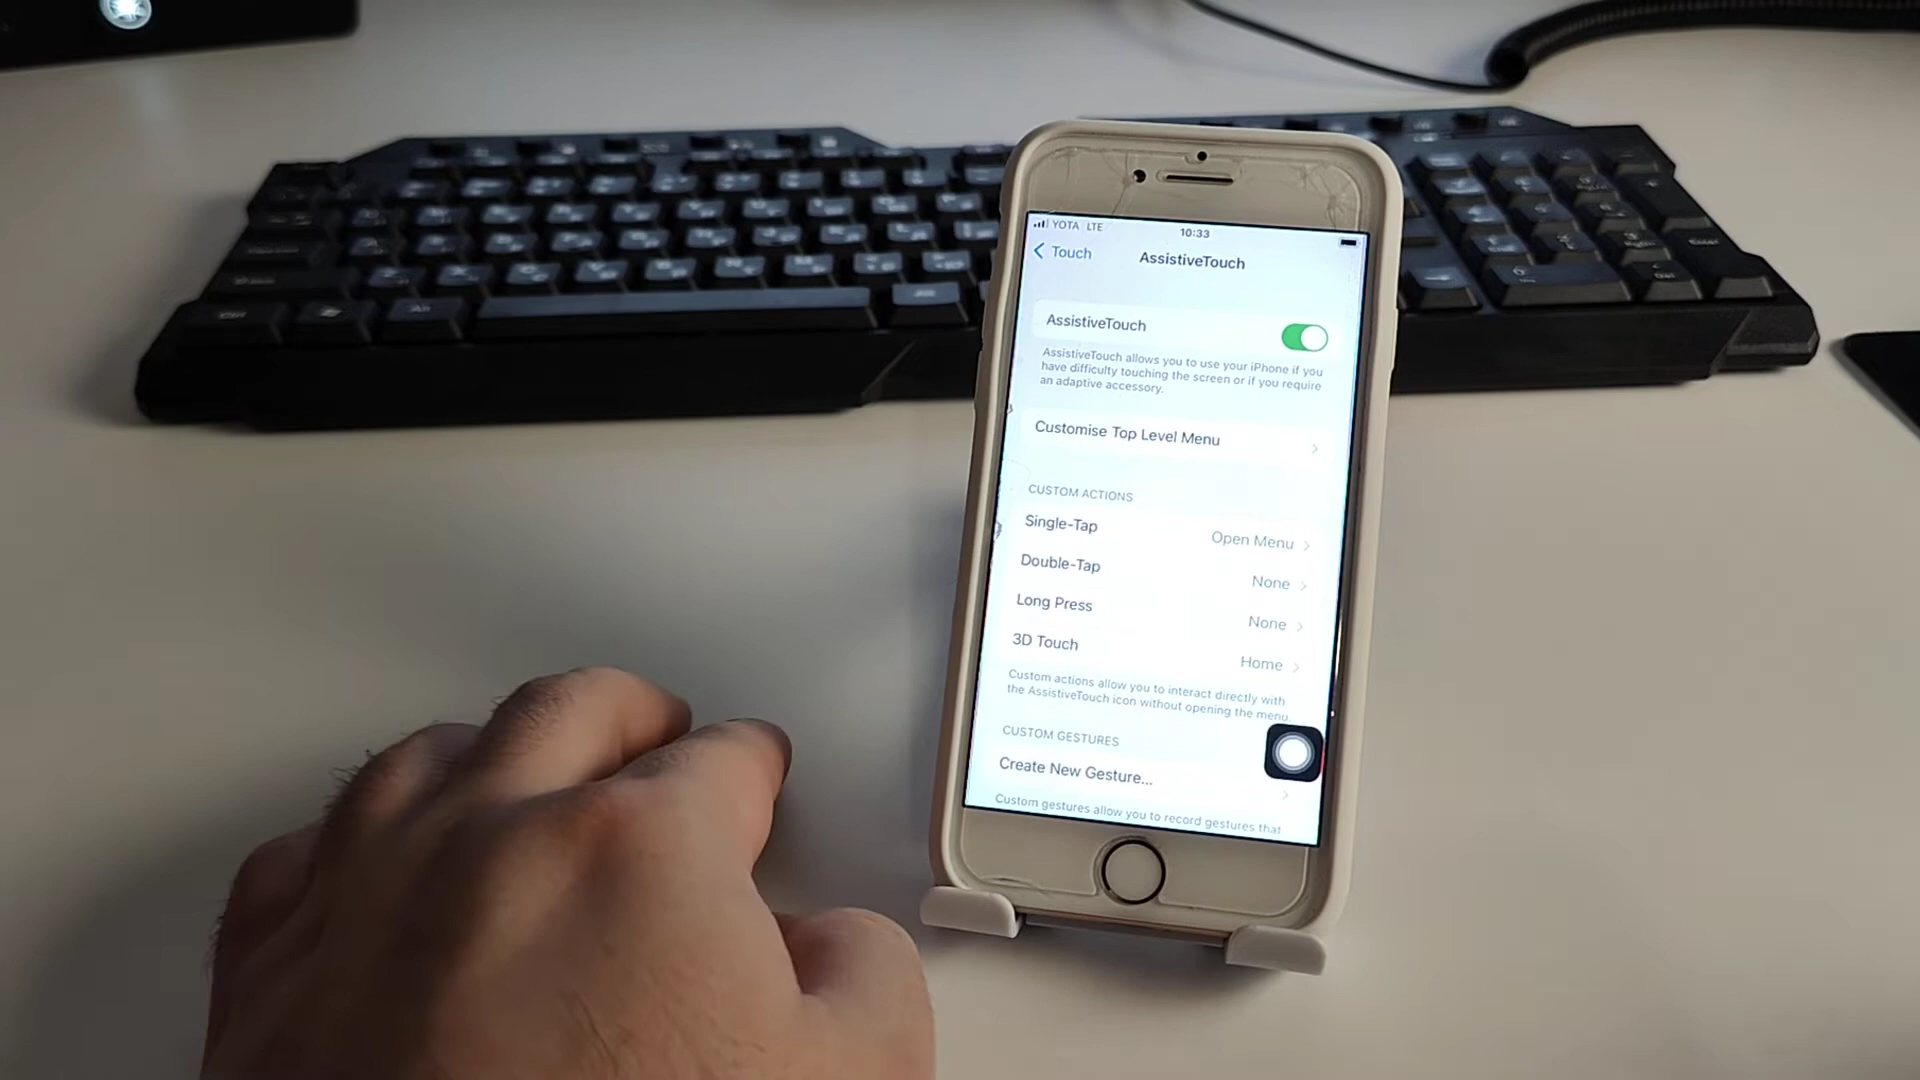 YOTA LTE
10:33
Touch
AssistiveTouch
AssistiveTouch
AssistiveTouch allows you to use your iPhone if you
have difficulty touching the screen or if you require
an adaptive accessory.
Customise Top Level Menu
CUSTOM ACTIONS
Single-Tap
Open Menu
Double-Tap
None
Long Press
None
3D Touch
Home
Custom actions allow you to interact directly with
the AssistiveTouch icon without opening the menu.
CUSTOM GESTURES
Create New Gesture...
Custom gestures allow you to record gestures that